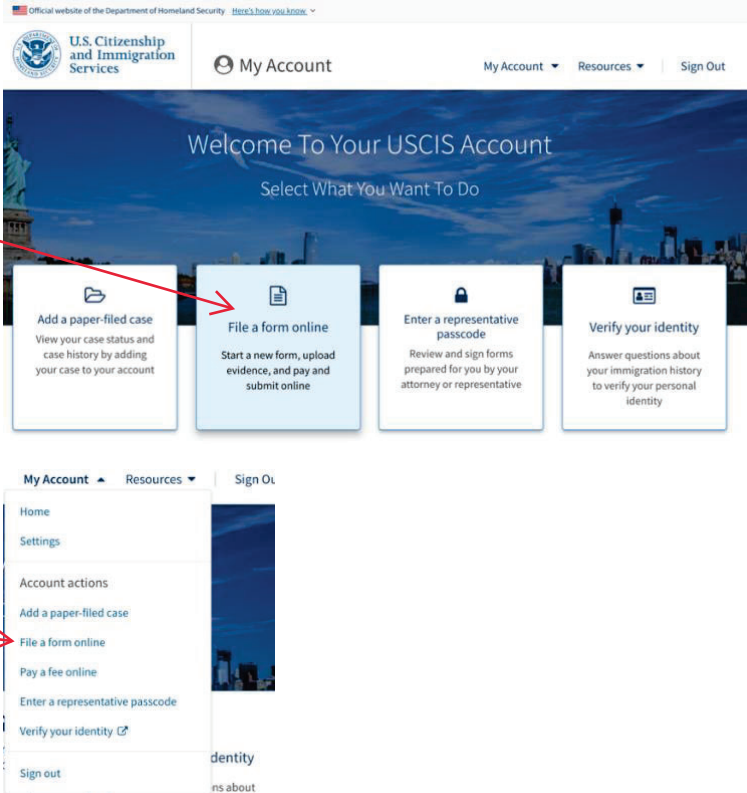 Official website of the Department of Homeland Security Here's how you know
U.S. Citizenship
and Immigration
Services
My Account
My Account
Resources
Sign Out
Welcome To Your USCIS Account
Select What You Want To Do
Add a paper-filed case
View your case status and
case history by adding
your case to your account
File a form online
Start a new form, upload
evidence, and pay and
submit online
Enter a representative
passcode
Review and sign forms
prepared for you by your
attorney or representative
Verify your identity
Answer questions about
your immigration history
to verify your personal
identity
My Account
Resources
Sign Ou
Home
Settings
Account actions
Add a paper-filed case
File a form online
Pay a fee online
Enter a representative passcode
Verify your identity
Sign out
dentity
ns about